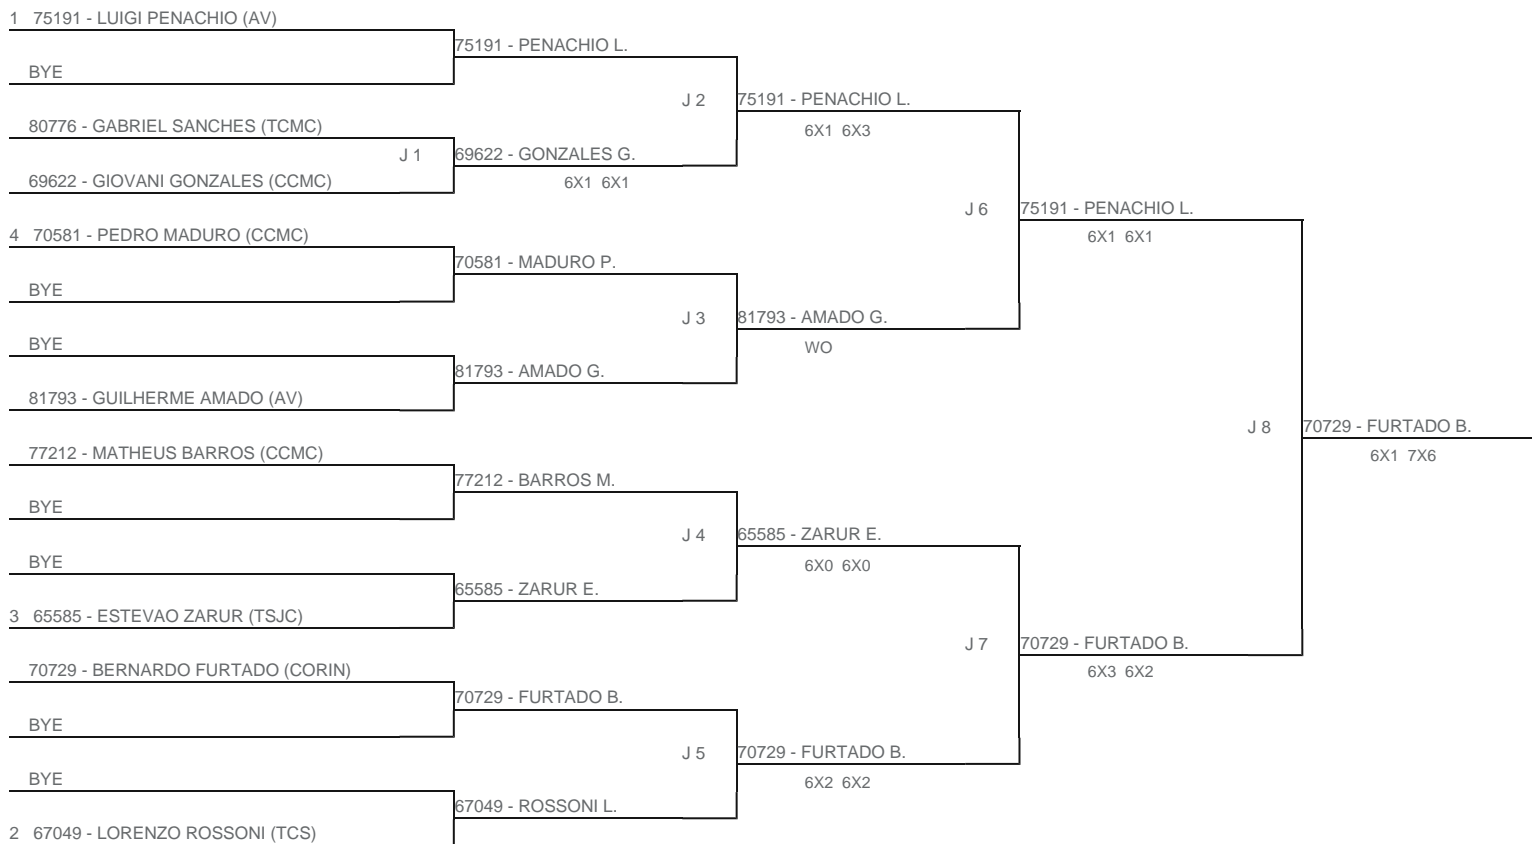 1 75191 - LUIGI PENACHIO (AV)
75191 - PENACHIO L.
BYE
J 2 75191 - PENACHIO L.
6X1 6X3
80776 - GABRIEL SANCHES (TCMC)
J 1 69622 - GONZALES G.
6X1 6X1
69622 - GIOVANI GONZALES (CCMC)
J 6 75191 - PENACHIO L.
6X1 6X1
4 70581 - PEDRO MADURO (CCMC)
70581 - MADURO P.
BYE
J 3 81793 - AMADO G.
WO
BYE
81793 - AMADO G.
81793 - GUILHERME AMADO (AV)
J 8 70729 - FURTADO B.
6X1 7X6
77212 - MATHEUS BARROS (CCMC)
77212 - BARROS M.
BYE
J 4 65585 - ZARUR E.
6X0 6X0
BYE
65585 - ZARUR E.
3 65585 - ESTEVAO ZARUR (TSJC)
J 7 70729 - FURTADO B.
6X3 6X2
70729 - BERNARDO FURTADO (CORIN)
70729 - FURTADO B.
BYE
J 5 70729 - FURTADO B.
6X2 6X2
BYE
67049 - ROSSONI L.
2 67049 - LORENZO ROSSONI (TCS)